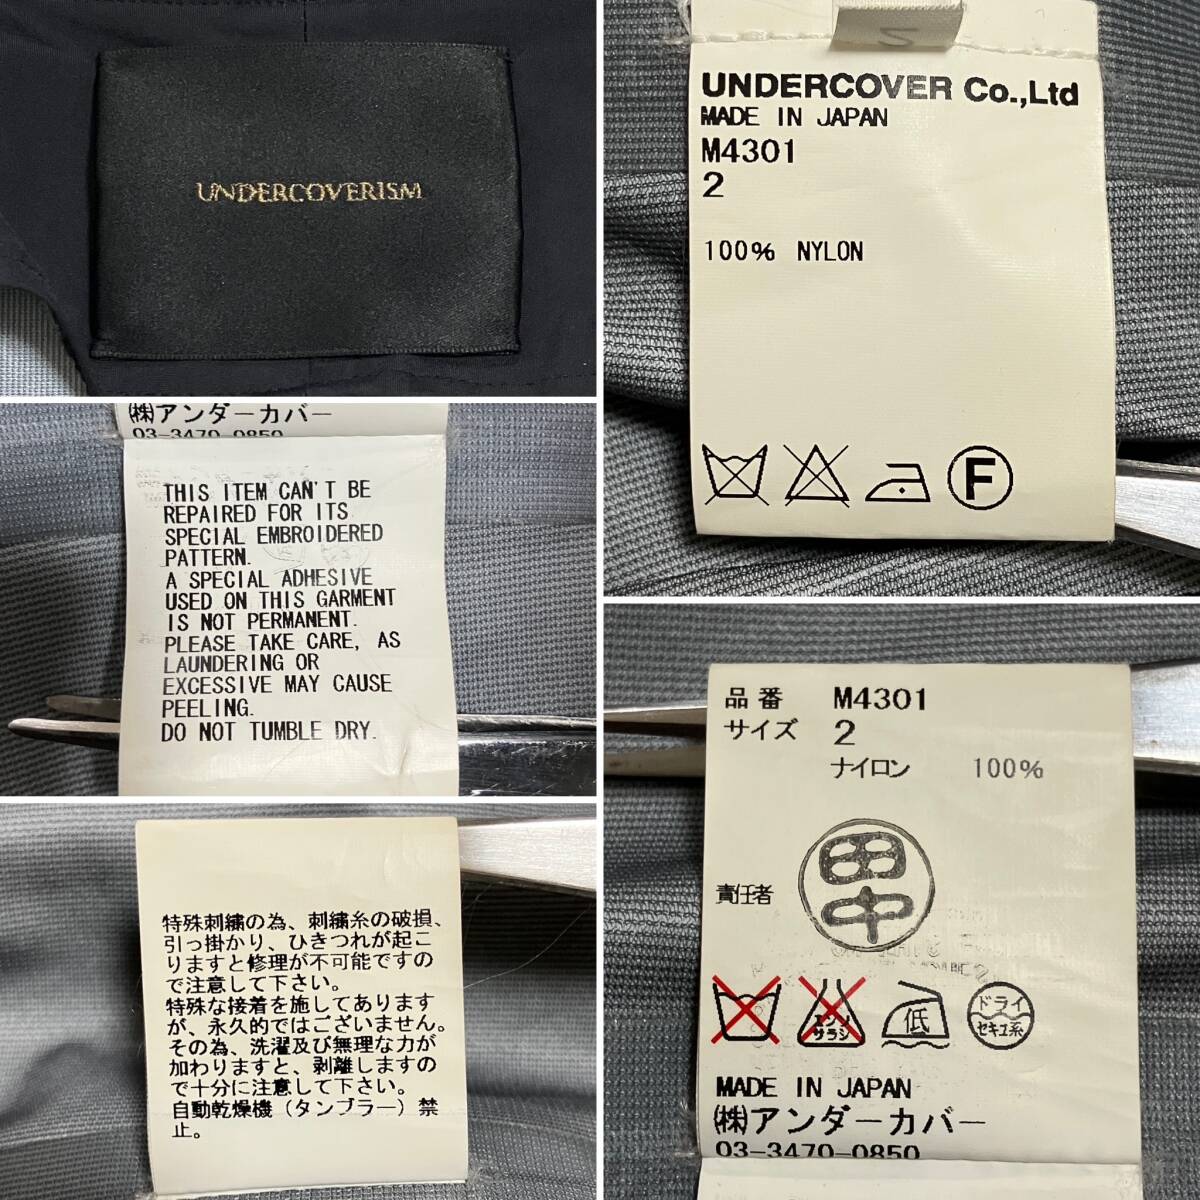 UNDERCOVERISM
S
UNDERCOVER Co.,Ltd
MADE IN JAPAN
M4301
2
100% NYLON
F
㈱アンダーカバー
03-3470-0850
THIS ITEM CAN'T BE
REPAIRED FOR ITS
SPECIAL EMBROIDERED
PATTERN.
A SPECIAL ADHESIVE
USED ON THIS GARMENT
IS NOT PERMANENT.
PLEASE TAKE CARE, AS
LAUNDERING OR
EXCESSIVE MAY CAUSE
PEELING.
DO NOT TUMBLE DRY.
品番 M4301
サイズ 2
ナイロン 100%
責任者 田中
エンソ
サラシ
低
ドライ
セキユ系
MADE IN JAPAN
㈱アンダーカバー
03-3470-0850
特殊刺繍の為、刺繍糸の破損、
引っ掛かり、ひきつれが起こ
りますと修理が不可能ですの
で注意して下さい。
特殊な接着を施してあります
が、永久的ではございません。
その為、洗濯及び無理な力が
加わりますと、剥離しますの
で十分に注意して下さい。
自動乾燥機（タンブラー）禁
止。